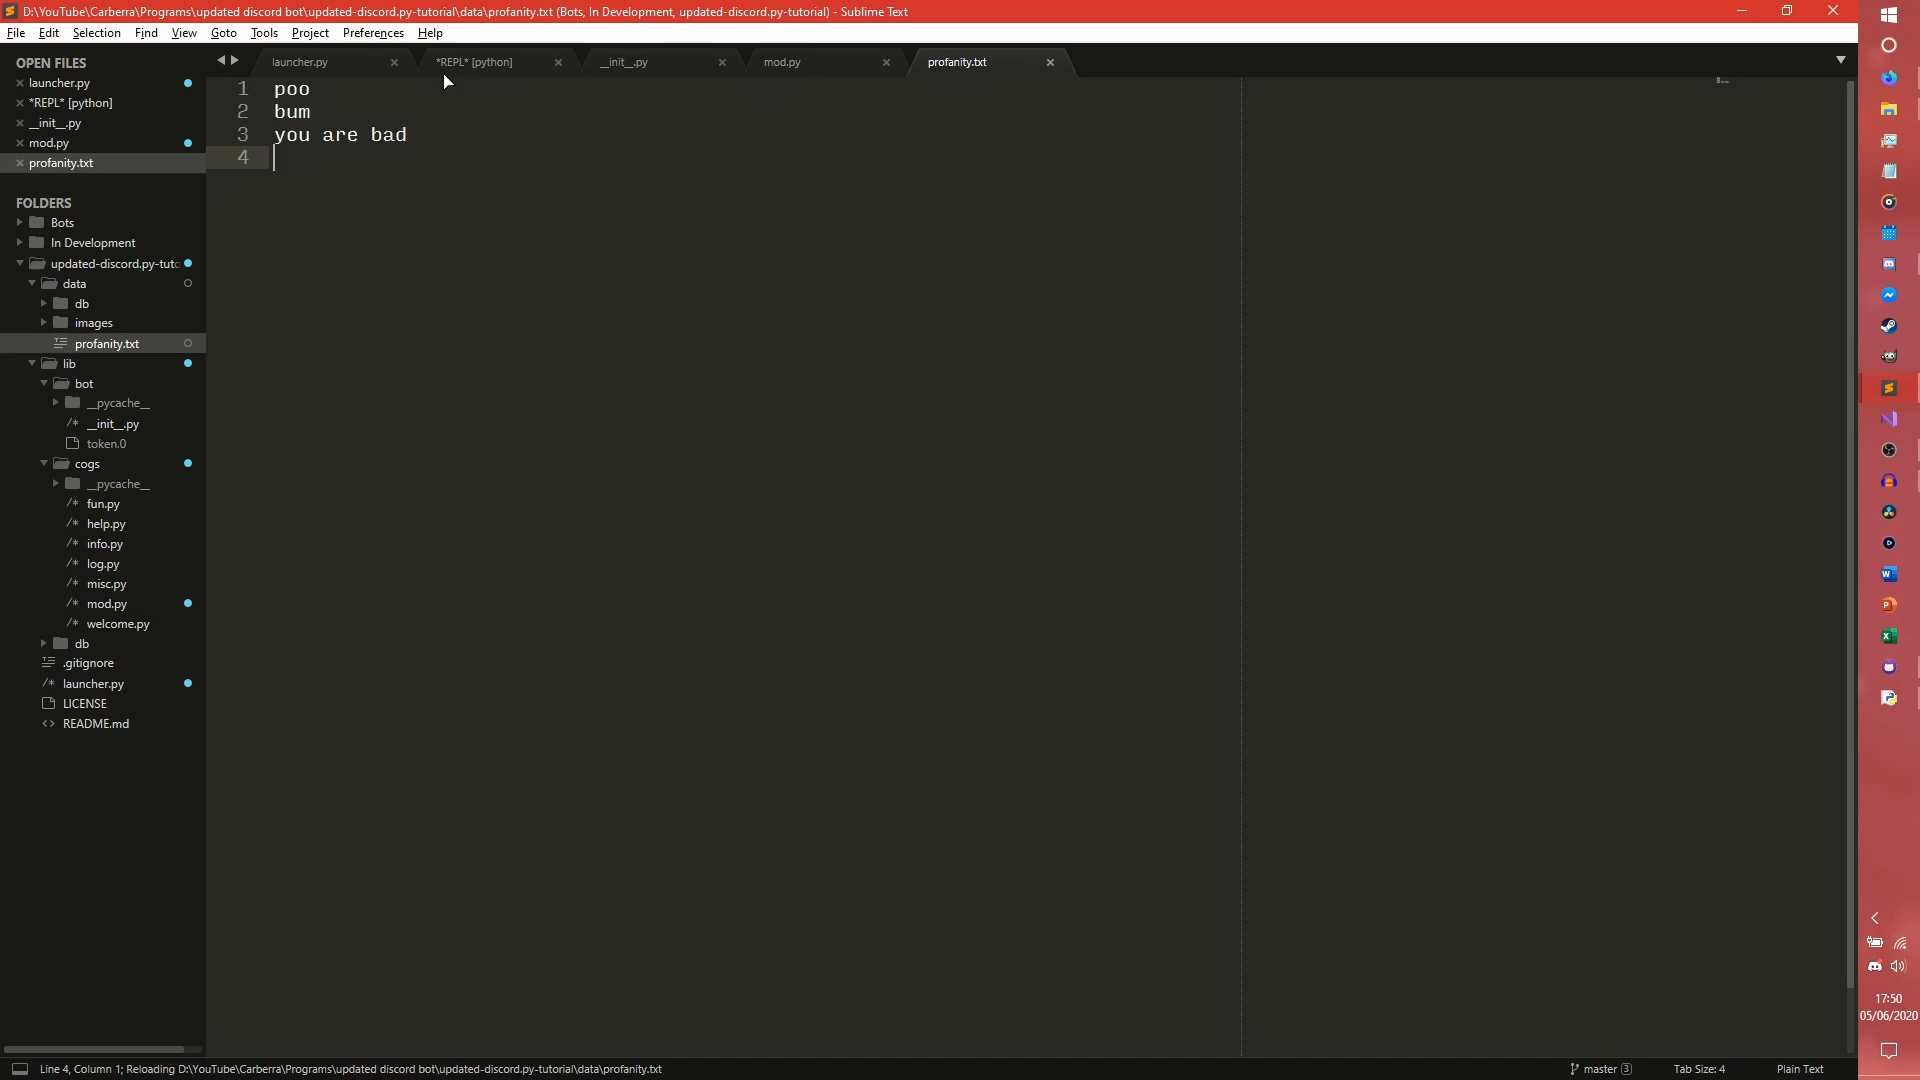 D:\YouTube\Carberra\Programs\updated discord bot\updated-discord.py-tutorial\data\profanity.txt (Bots, In Development, updated-discord.py-tutorial) - Sublime Text
File Edit Selection Find View Goto Tools Project Preferences Help
OPEN FILES
launcher.py
*REPL* [python]
__init__.py
mod.py
profanity.txt
FOLDERS
Bots
In Development
updated-discord.py-tuto
data
db
images
profanity.txt
lib
bot
__pycache__
__init__.py
token.0
cogs
__pycache__
fun.py
help.py
info.py
log.py
misc.py
mod.py
welcome.py
db
.gitignore
launcher.py
LICENSE
README.md
launcher.py *REPL* [python] __init__.py mod.py profanity.txt
1 poo
2 bum
3 you are bad
4
Line 4, Column 1; Reloading D:\YouTube\Carberra\Programs\updated discord bot\updated-discord.py-tutorial\data\profanity.txt
master 3 Tab Size: 4 Plain Text
17:50
05/06/2020